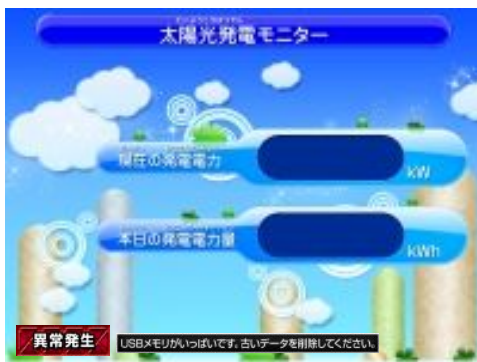 太陽光発電モニター
現在の発電電力
kW
本日の発電電力量
kWh
異常発生
USBメモリがいっぱいです。古いデータを削除してください。